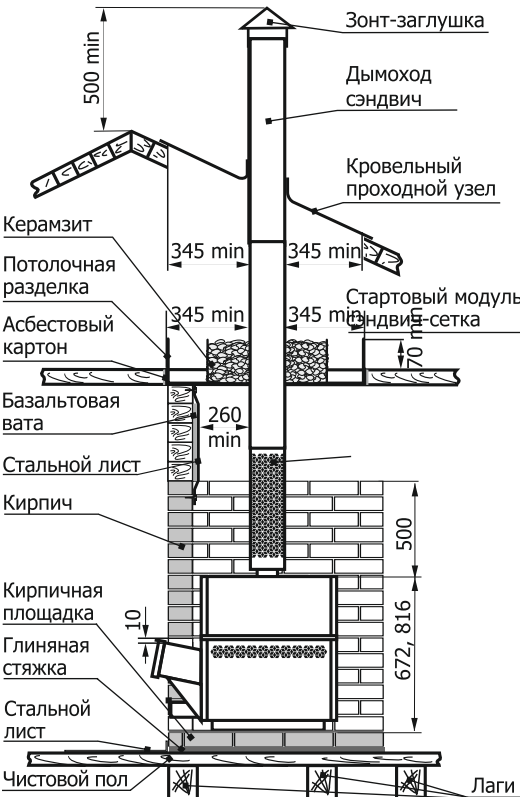 Зонт-заглушка
500 min
Дымоход
сэндвич
Кровельный
проходной узел
Керамзит
345 min
345 min
Потолочная
разделка
Стартовый модуль
сэндвич-сетка
345 min
345 min
70 min
Асбестовый
картон
Базальтовая
вата
260
min
Стальной лист
Кирпич
500
Кирпичная
площадка
10
672, 816
Глиняная
стяжка
Стальной
лист
Чистовой пол
Лаги